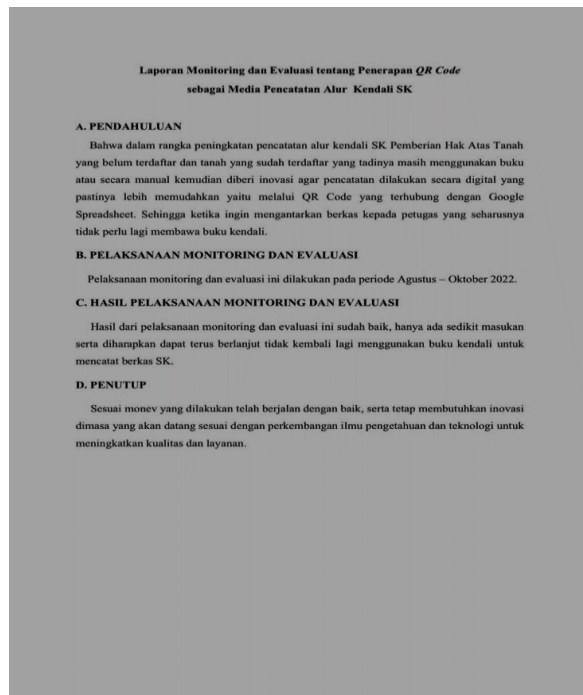 Laporan Monitoring dan Evaluasi tentang Penerapan QR Code
sebagai Media Pencatatan Alur Kendali SK
A. PENDAHULUAN
Bahwa dalam rangka peningkatan pencatatan alur kendali SK Pemberian Hak Atas Tanah
yang belum terdaftar dan tanah yang sudah terdaftar yang tadinya masih menggunakan buku
atau secara manual kemudian diberi inovasi agar pencatatan dilakukan secara digital yang
pastinya lebih memudahkan yaitu melalui QR Code yang terhubung dengan Google
Spreadsheet. Sehingga ketika ingin mengantarkan berkas kepada petugas yang seharusnya
tidak perlu lagi membawa buku kendali.
B. PELAKSANAAN MONITORING DAN EVALUASI
Pelaksanaan monitoring dan evaluasi ini dilakukan pada periode Agustus – Oktober 2022.
C. HASIL PELAKSANAAN MONITORING DAN EVALUASI
Hasil dari pelaksanaan monitoring dan evaluasi ini sudah baik, hanya ada sedikit masukan
serta diharapkan dapat terus berlanjut tidak kembali lagi menggunakan buku kendali untuk
mencatat berkas SK.
D. PENUTUP
Sesuai monev yang dilakukan telah berjalan dengan baik, serta tetap membutuhkan inovasi
dimasa yang akan datang sesuai dengan perkembangan ilmu pengetahuan dan teknologi untuk
meningkatkan kualitas dan layanan.